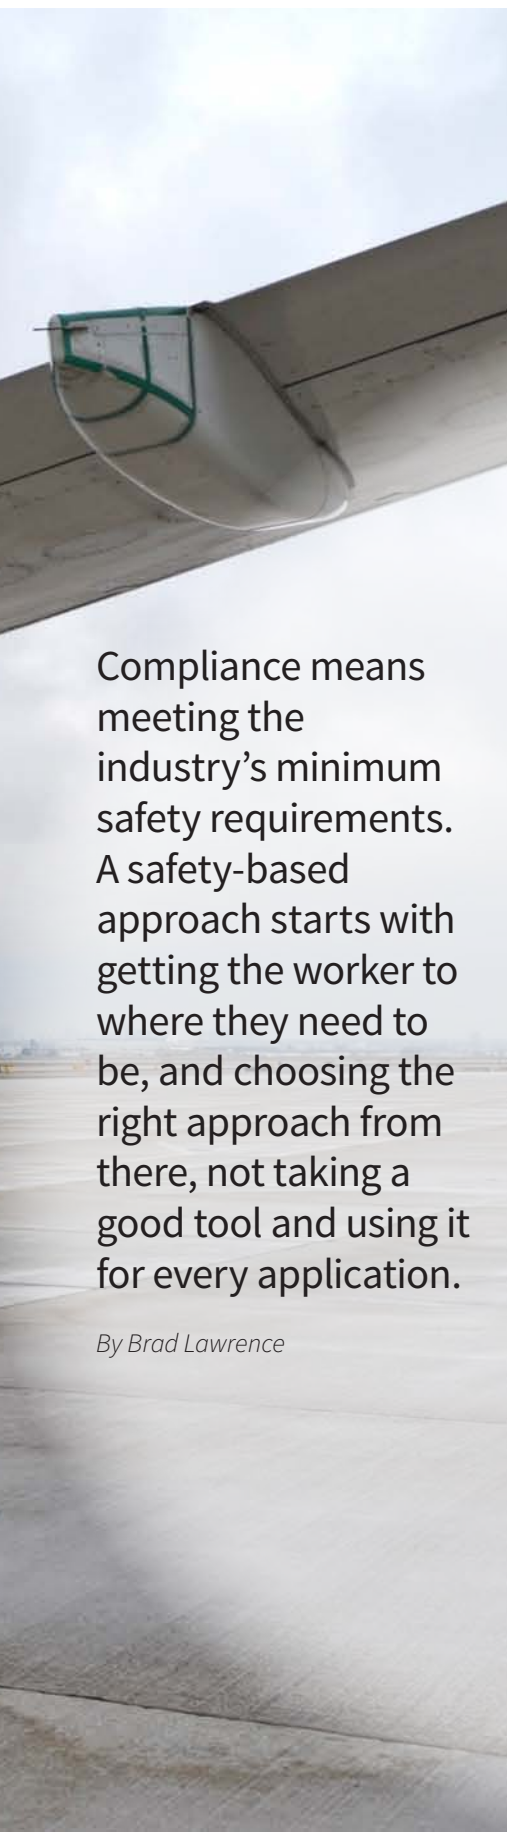 Compliance means
meeting the
industry’s minimum
safety requirements.
A safety-based
approach starts with
getting the worker to
where they need to
be, and choosing the
right approach from
there, not taking a
good tool and using it
for every application.
By Brad Lawrence